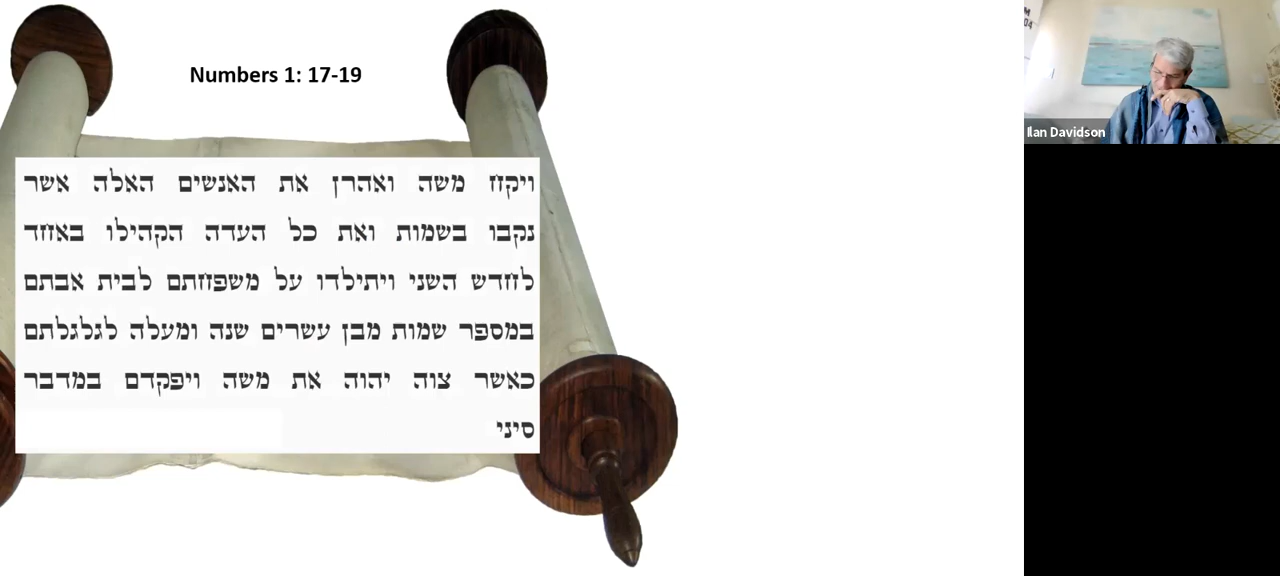 Numbers 1: 17-19
ויקח משה ואהרן את האנשים האלה אשר
נקבו בשמות ואת כל העדה הקהילו באחד
לחדש השני ויתילדו על משפחתם לבית אבתם
במספר שמות מבן עשרים שנה ומעלה לגלגלתם
כאשר צוה יהוה את משה ויפקדם במדבר
סיני
M
04
Ilan Davidson